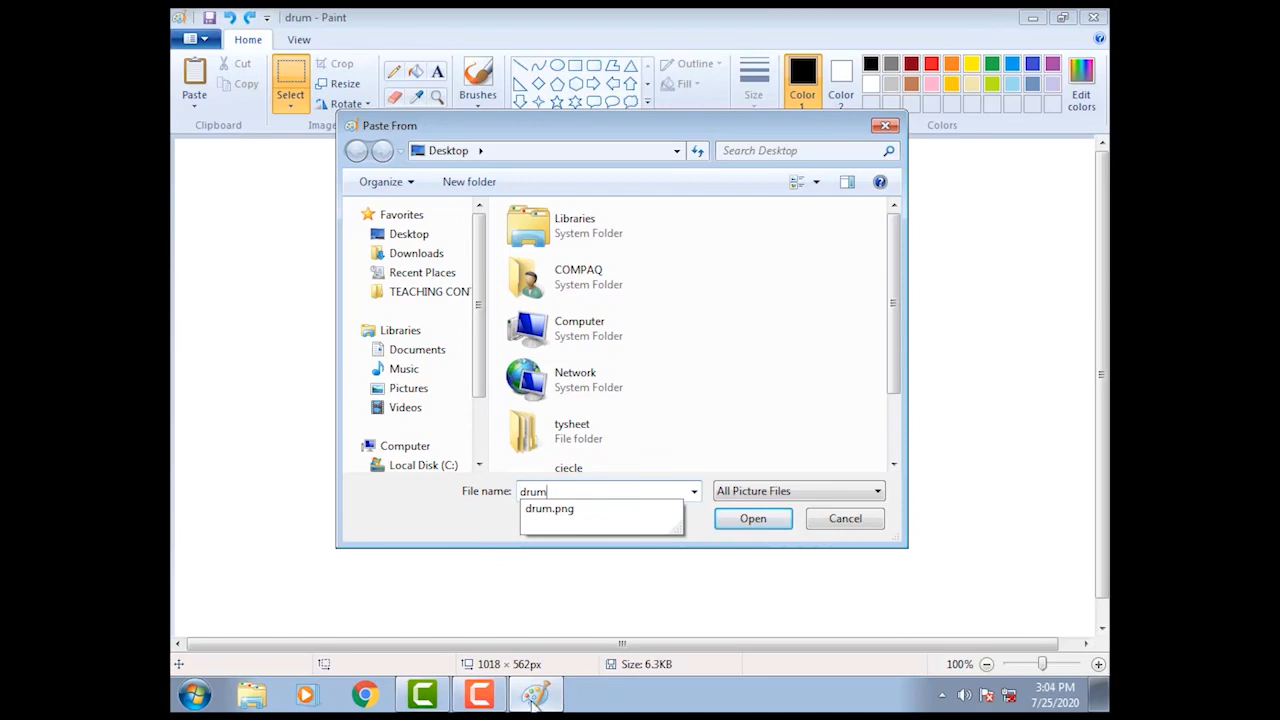 drum - Paint
Home View
Paste
Cut
Copy
Clipboard
Select
Crop
Resize
Rotate
Image
A
Brushes
Outline
Fill
Size
Color 1
Color 2
Edit colors
Colors
Paste From
Desktop
Search Desktop
Organize
New folder
Favorites
Desktop
Downloads
Recent Places
TEACHING CON
Libraries
Documents
Music
Pictures
Videos
Computer
Local Disk (C:)
Libraries
System Folder
COMPAQ
System Folder
Computer
System Folder
Network
System Folder
tysheet
File folder
ciecle
File name: drum
All Picture Files
drum.png
Open
Cancel
1018 × 562px
Size: 6.3KB
100%
3:04 PM
7/25/2020